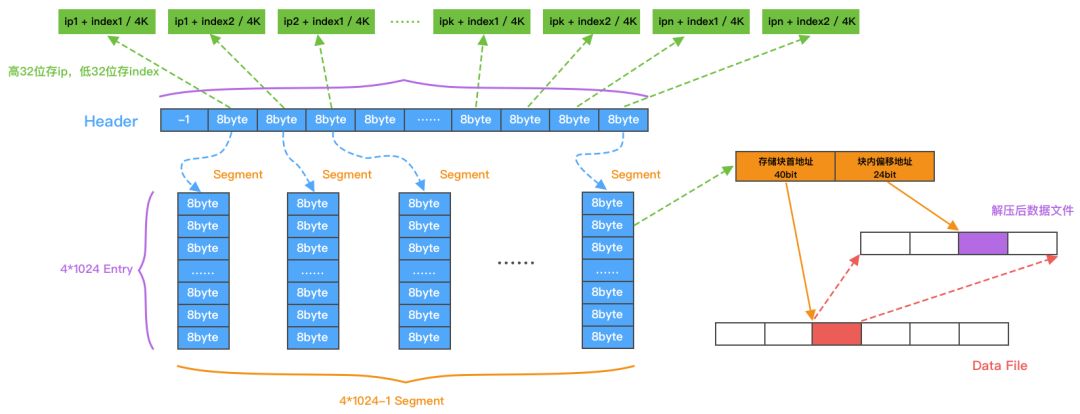 ip1 + index1 / 4K
ip1 + index2 / 4K
ip2 + index1 / 4K
······
ipk + index1 / 4K
ipk + index2 / 4K
ipn + index1 / 4K
ipn + index2 / 4K
高32位存ip，低32位存index
Header
-1
8byte
8byte
8byte
8byte
······
8byte
8byte
8byte
8byte
Segment
Segment
Segment
Segment
4*1024 Entry
8byte
8byte
8byte
······
8byte
8byte
8byte
8byte
8byte
8byte
······
8byte
8byte
8byte
8byte
8byte
8byte
······
8byte
8byte
8byte
······
8byte
8byte
8byte
······
8byte
8byte
8byte
4*1024-1 Segment
存储块首地址
40bit
块内偏移地址
24bit
解压后数据文件
Data File